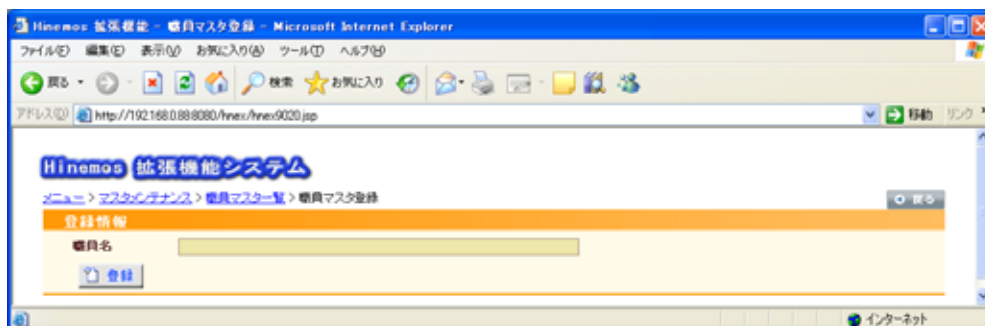 Hinemos 拡張機能 - 職員マスタ登録 - Microsoft Internet Explorer
ファイル(F) 編集(E) 表示(V) お気に入り(A) ツール(T) ヘルプ(H)
戻る 検索 お気に入り
アドレス(D) http://192.168.0.88:8080/hnex/hnex9020.jsp 移動 リンク »
Hinemos 拡張機能システム
メニュー > マスタメンテナンス > 職員マスター覧 > 職員マスタ登録 戻る
登録情報
職員名
登録
インターネット